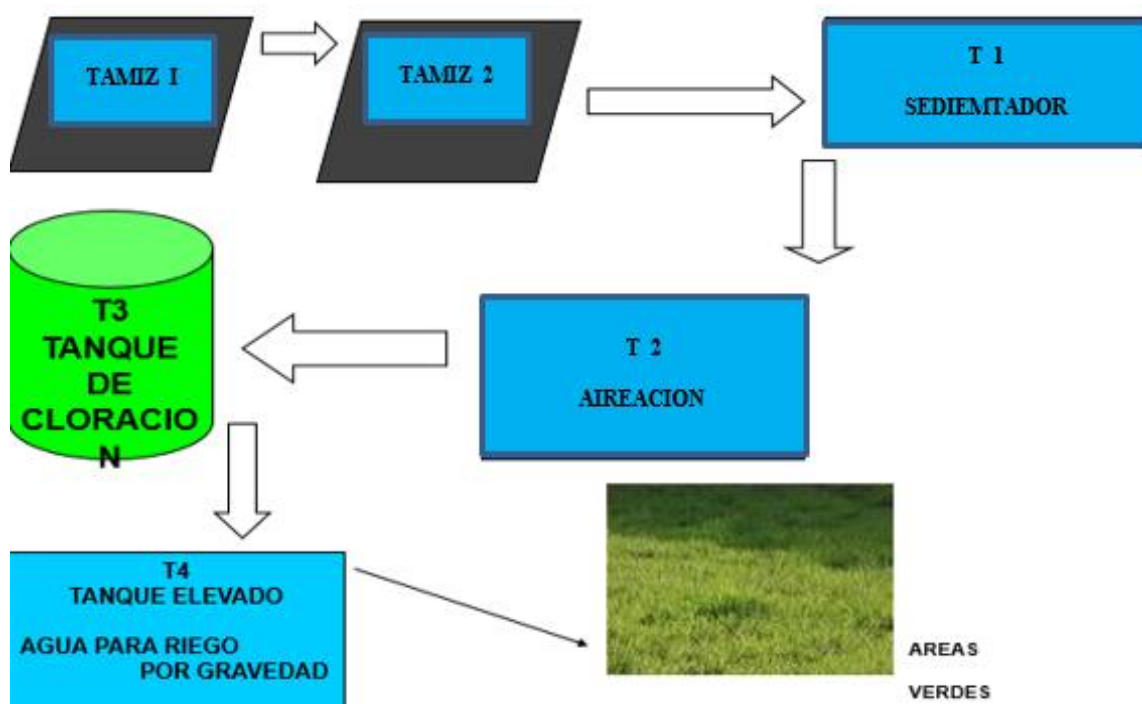 TAMIZ I
TAMIZ 2
T 1
SEDIEMTADOR
T 2
AIREACION
T3
TANQUE
DE
CLORACIO
N
T4
TANQUE ELEVADO
AGUA PARA RIEGO
POR GRAVEDAD
AREAS
VERDES